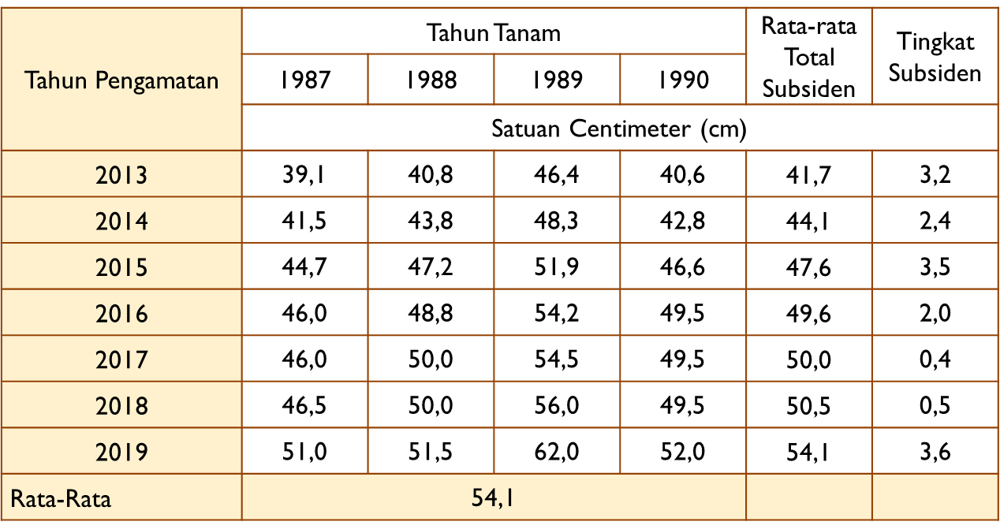 Tahun Pengamatan
Tahun Tanam
Rata-rata
Total
Subsiden
Tingkat
Subsiden
1987 1988 1989 1990
Satuan Centimeter (cm)
2013 39,1 40,8 46,4 40,6 41,7 3,2
2014 41,5 43,8 48,3 42,8 44,1 2,4
2015 44,7 47,2 51,9 46,6 47,6 3,5
2016 46,0 48,8 54,2 49,5 49,6 2,0
2017 46,0 50,0 54,5 49,5 50,0 0,4
2018 46,5 50,0 56,0 49,5 50,5 0,5
2019 51,0 51,5 62,0 52,0 54,1 3,6
Rata-Rata 54,1